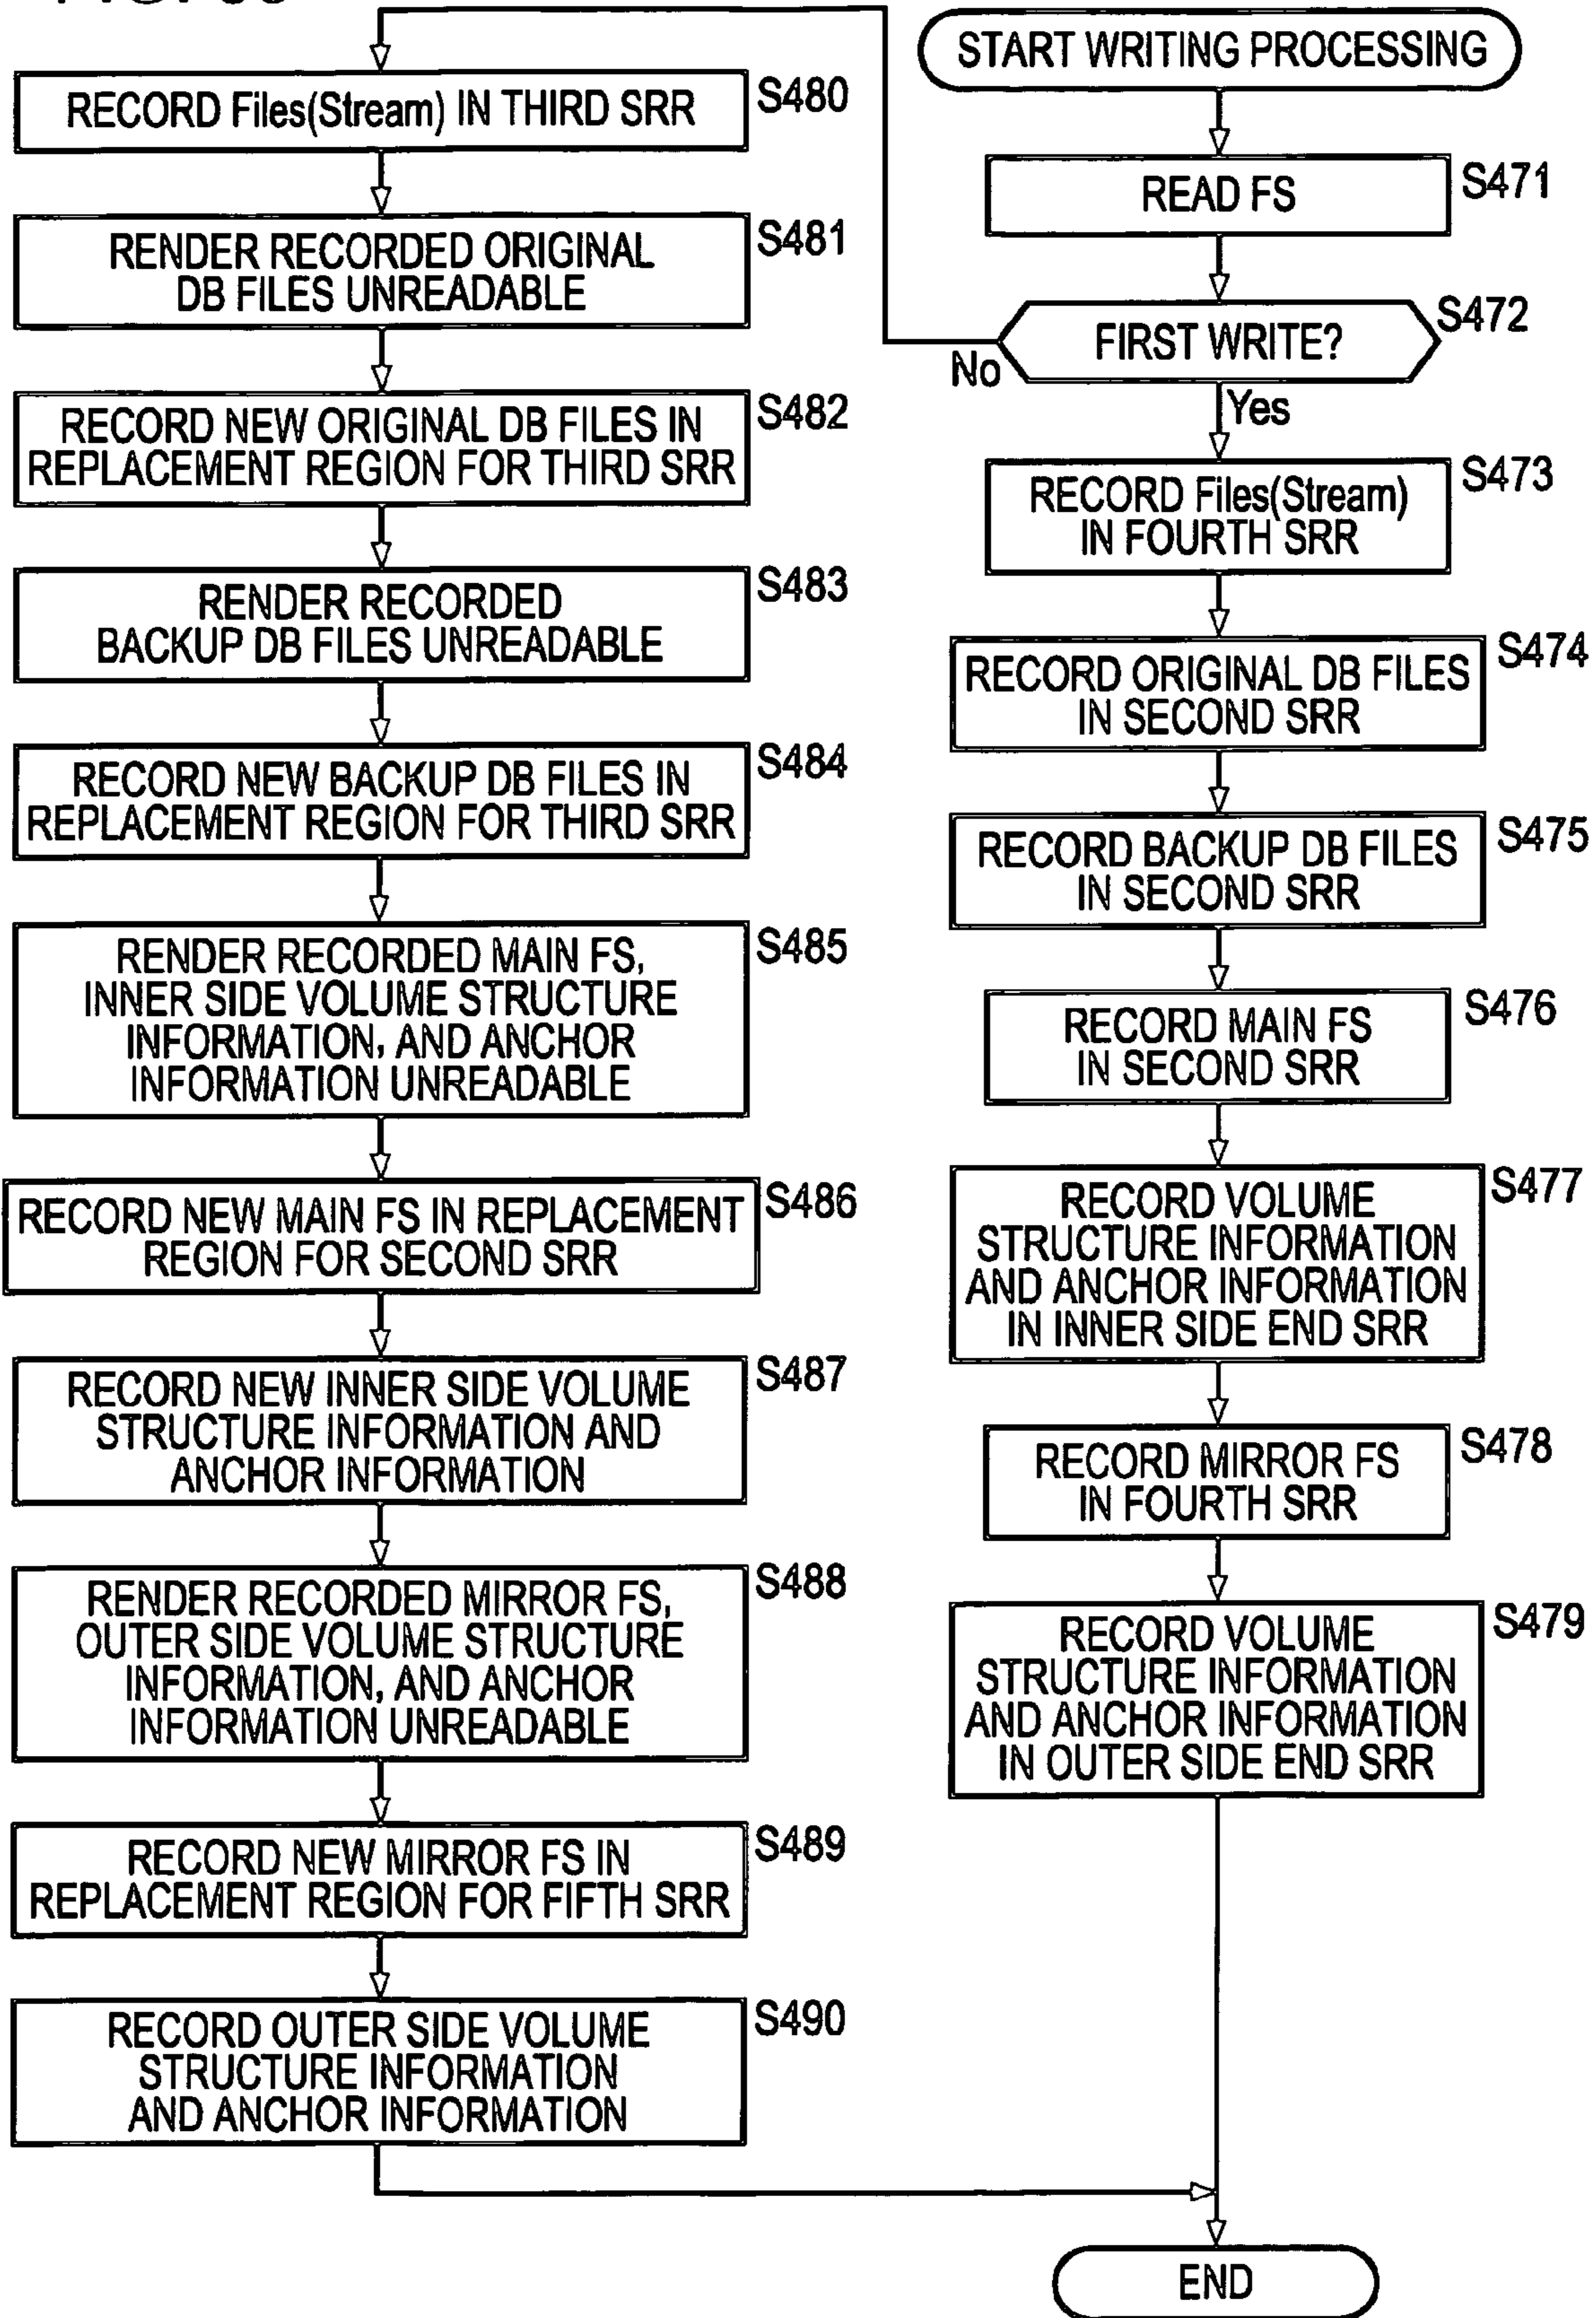 START WRITING PROCESSING
READ FS
S471
FIRST WRITE?
S472
No
Yes
RECORD Files(Stream)
IN FOURTH SRR
S473
RECORD ORIGINAL DB FILES
IN SECOND SRR
S474
RECORD BACKUP DB FILES
IN SECOND SRR
S475
RECORD MAIN FS
IN SECOND SRR
S476
RECORD VOLUME
STRUCTURE INFORMATION
AND ANCHOR INFORMATION
IN INNER SIDE END SRR
S477
RECORD MIRROR FS
IN FOURTH SRR
S478
RECORD VOLUME
STRUCTURE INFORMATION
AND ANCHOR INFORMATION
IN OUTER SIDE END SRR
S479
RECORD Files(Stream) IN THIRD SRR
S480
RENDER RECORDED ORIGINAL
DB FILES UNREADABLE
S481
RECORD NEW ORIGINAL DB FILES IN
REPLACEMENT REGION FOR THIRD SRR
S482
RENDER RECORDED
BACKUP DB FILES UNREADABLE
S483
RECORD NEW BACKUP DB FILES IN
REPLACEMENT REGION FOR THIRD SRR
S484
RENDER RECORDED MAIN FS,
INNER SIDE VOLUME STRUCTURE
INFORMATION, AND ANCHOR
INFORMATION UNREADABLE
S485
RECORD NEW MAIN FS IN REPLACEMENT
REGION FOR SECOND SRR
S486
RECORD NEW INNER SIDE VOLUME
STRUCTURE INFORMATION AND
ANCHOR INFORMATION
S487
RENDER RECORDED MIRROR FS,
OUTER SIDE VOLUME STRUCTURE
INFORMATION, AND ANCHOR
INFORMATION UNREADABLE
S488
RECORD NEW MIRROR FS IN
REPLACEMENT REGION FOR FIFTH SRR
S489
RECORD OUTER SIDE VOLUME
STRUCTURE INFORMATION
AND ANCHOR INFORMATION
S490
END